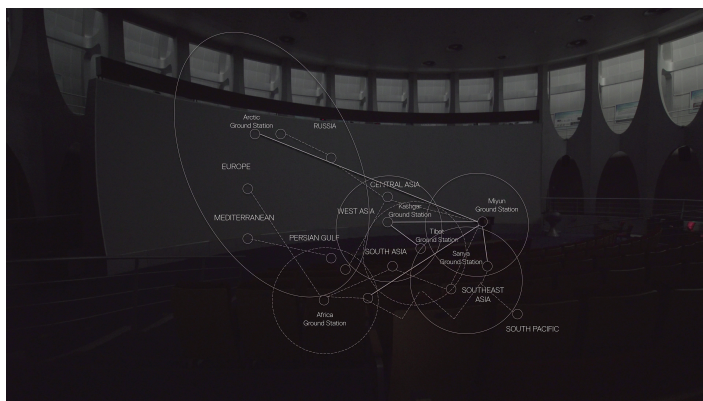 Arctic
Ground Station
RUSSIA
EUROPE
CENTRAL ASIA
MEDITERRANEAN
WEST ASIA
Kashgar
Ground Station
Miyun
Ground Station
PERSIAN GULF
Tibet
Ground Station
SOUTH ASIA
Sanya
Ground Station
SOUTHEAST
ASIA
Africa
Ground Station
SOUTH PACIFIC